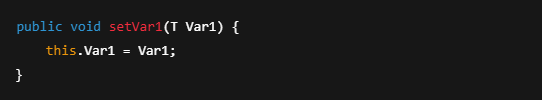 public void setVar1(T Var1) {
    this.Var1 = Var1;
}